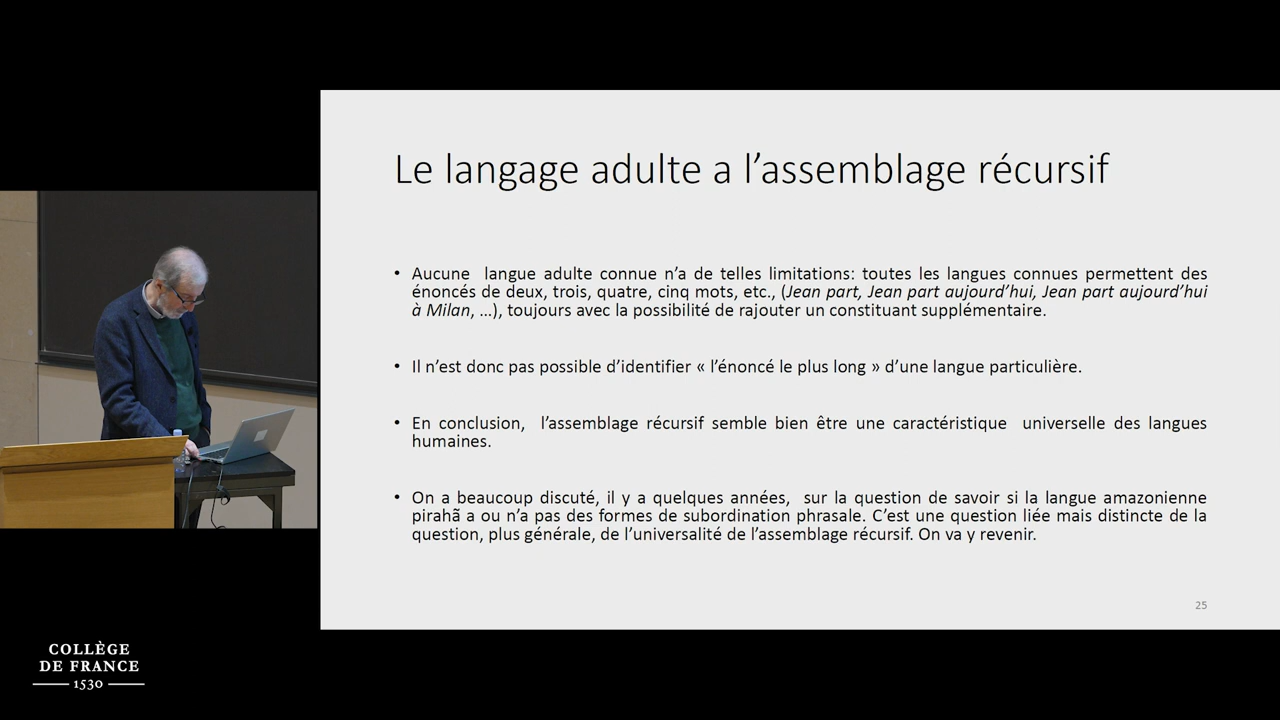 Le langage adulte a l’assemblage récursif
• Aucune langue adulte connue n’a de telles limitations: toutes les langues connues permettent des
énoncés de deux, trois, quatre, cinq mots, etc., (Jean part, Jean part aujourd’hui, Jean part aujourd’hui
à Milan, …), toujours avec la possibilité de rajouter un constituant supplémentaire.
• Il n’est donc pas possible d’identifier « l’énoncé le plus long » d’une langue particulière.
• En conclusion, l’assemblage récursif semble bien être une caractéristique universelle des langues
humaines.
• On a beaucoup discuté, il y a quelques années, sur la question de savoir si la langue amazonienne
pirahã a ou n’a pas des formes de subordination phrasale. C’est une question liée mais distincte de la
question, plus générale, de l’universalité de l’assemblage récursif. On va y revenir.
25
COLLÈGE
DE FRANCE
1530